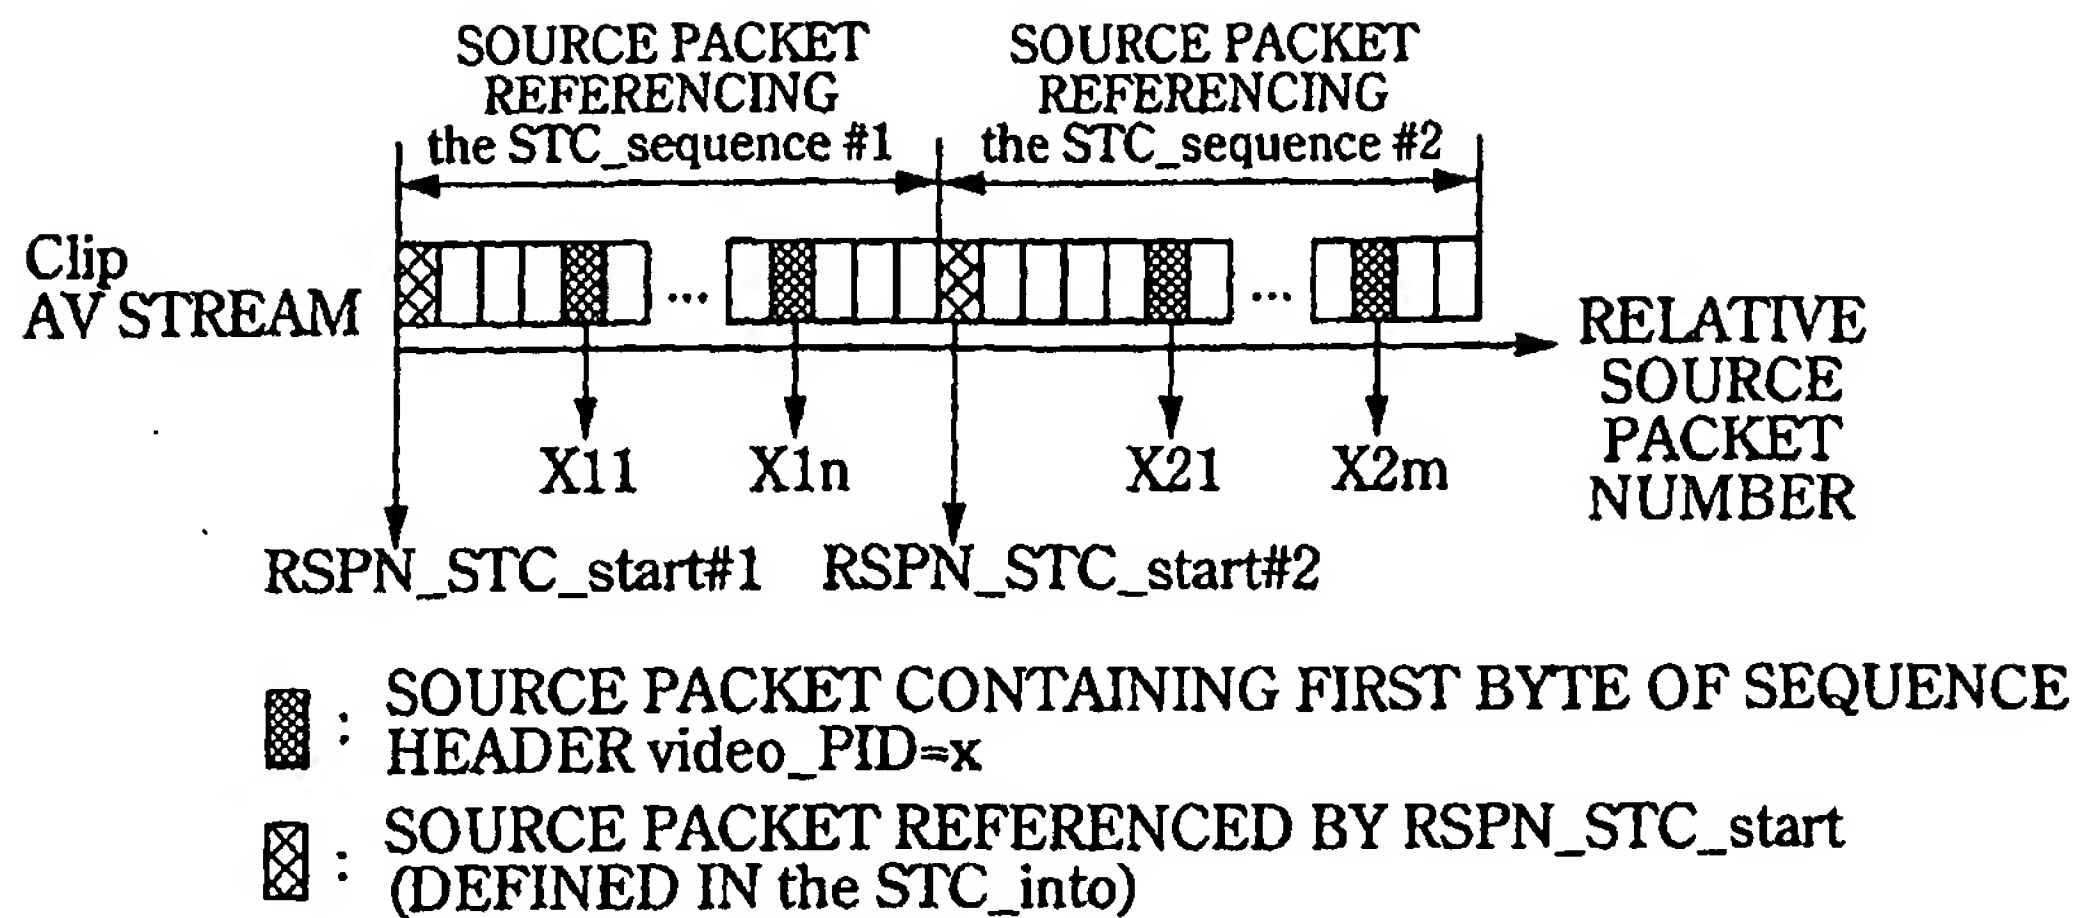 SOURCE PACKET
REFERENCING
the STC_sequence #1
SOURCE PACKET
REFERENCING
the STC_sequence #2
Clip
AV STREAM
...
...
RELATIVE
SOURCE
PACKET
NUMBER
X11
X1n
X21
X2m
RSPN_STC_start#1
RSPN_STC_start#2
: SOURCE PACKET CONTAINING FIRST BYTE OF SEQUENCE
HEADER video_PID=x
: SOURCE PACKET REFERENCED BY RSPN_STC_start
(DEFINED IN the STC_into)